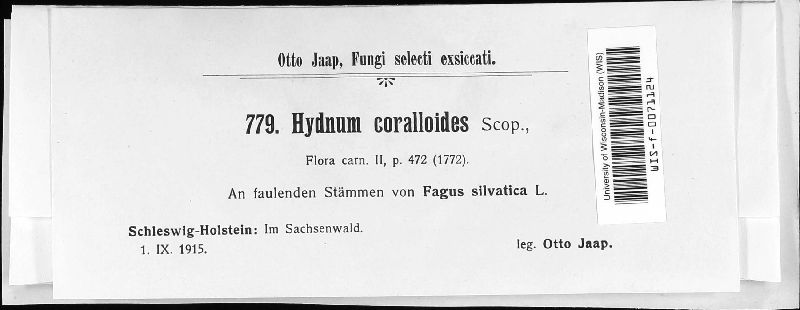 Otto Jaap, Fungi selecti exsiccati.
779. Hydnum coralloides Scop.,
Flora carn. II, p. 472 (1772).
An faulenden Stämmen von Fagus silvatica L.
Schleswig-Holstein: Im Sachsenwald.
1. IX. 1915.
leg. Otto Jaap.
University of Wisconsin-Madison (WIS)
WIS-f-0071124